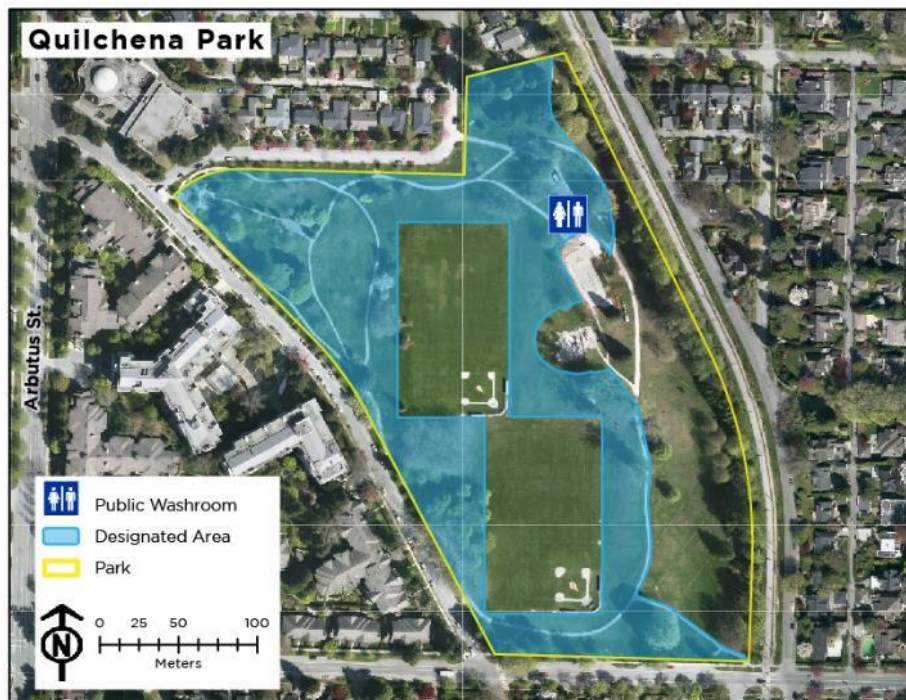 Quilchena Park
Arbutus St.
Public Washroom
Designated Area
Park
N
0 25 50 100
Meters